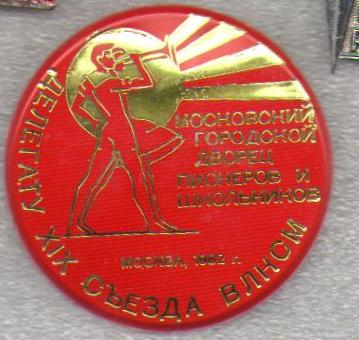 МОСКОВСКИЙ
ГОРОДСКОЙ
ДВОРЕЦ
ПИОНЕРОВ И
ШКОЛЬНИКОВ
МОСКВА, 1982 г.
ДЕЛЕГАТУ XIX СЪЕЗДА ВЛКСМ